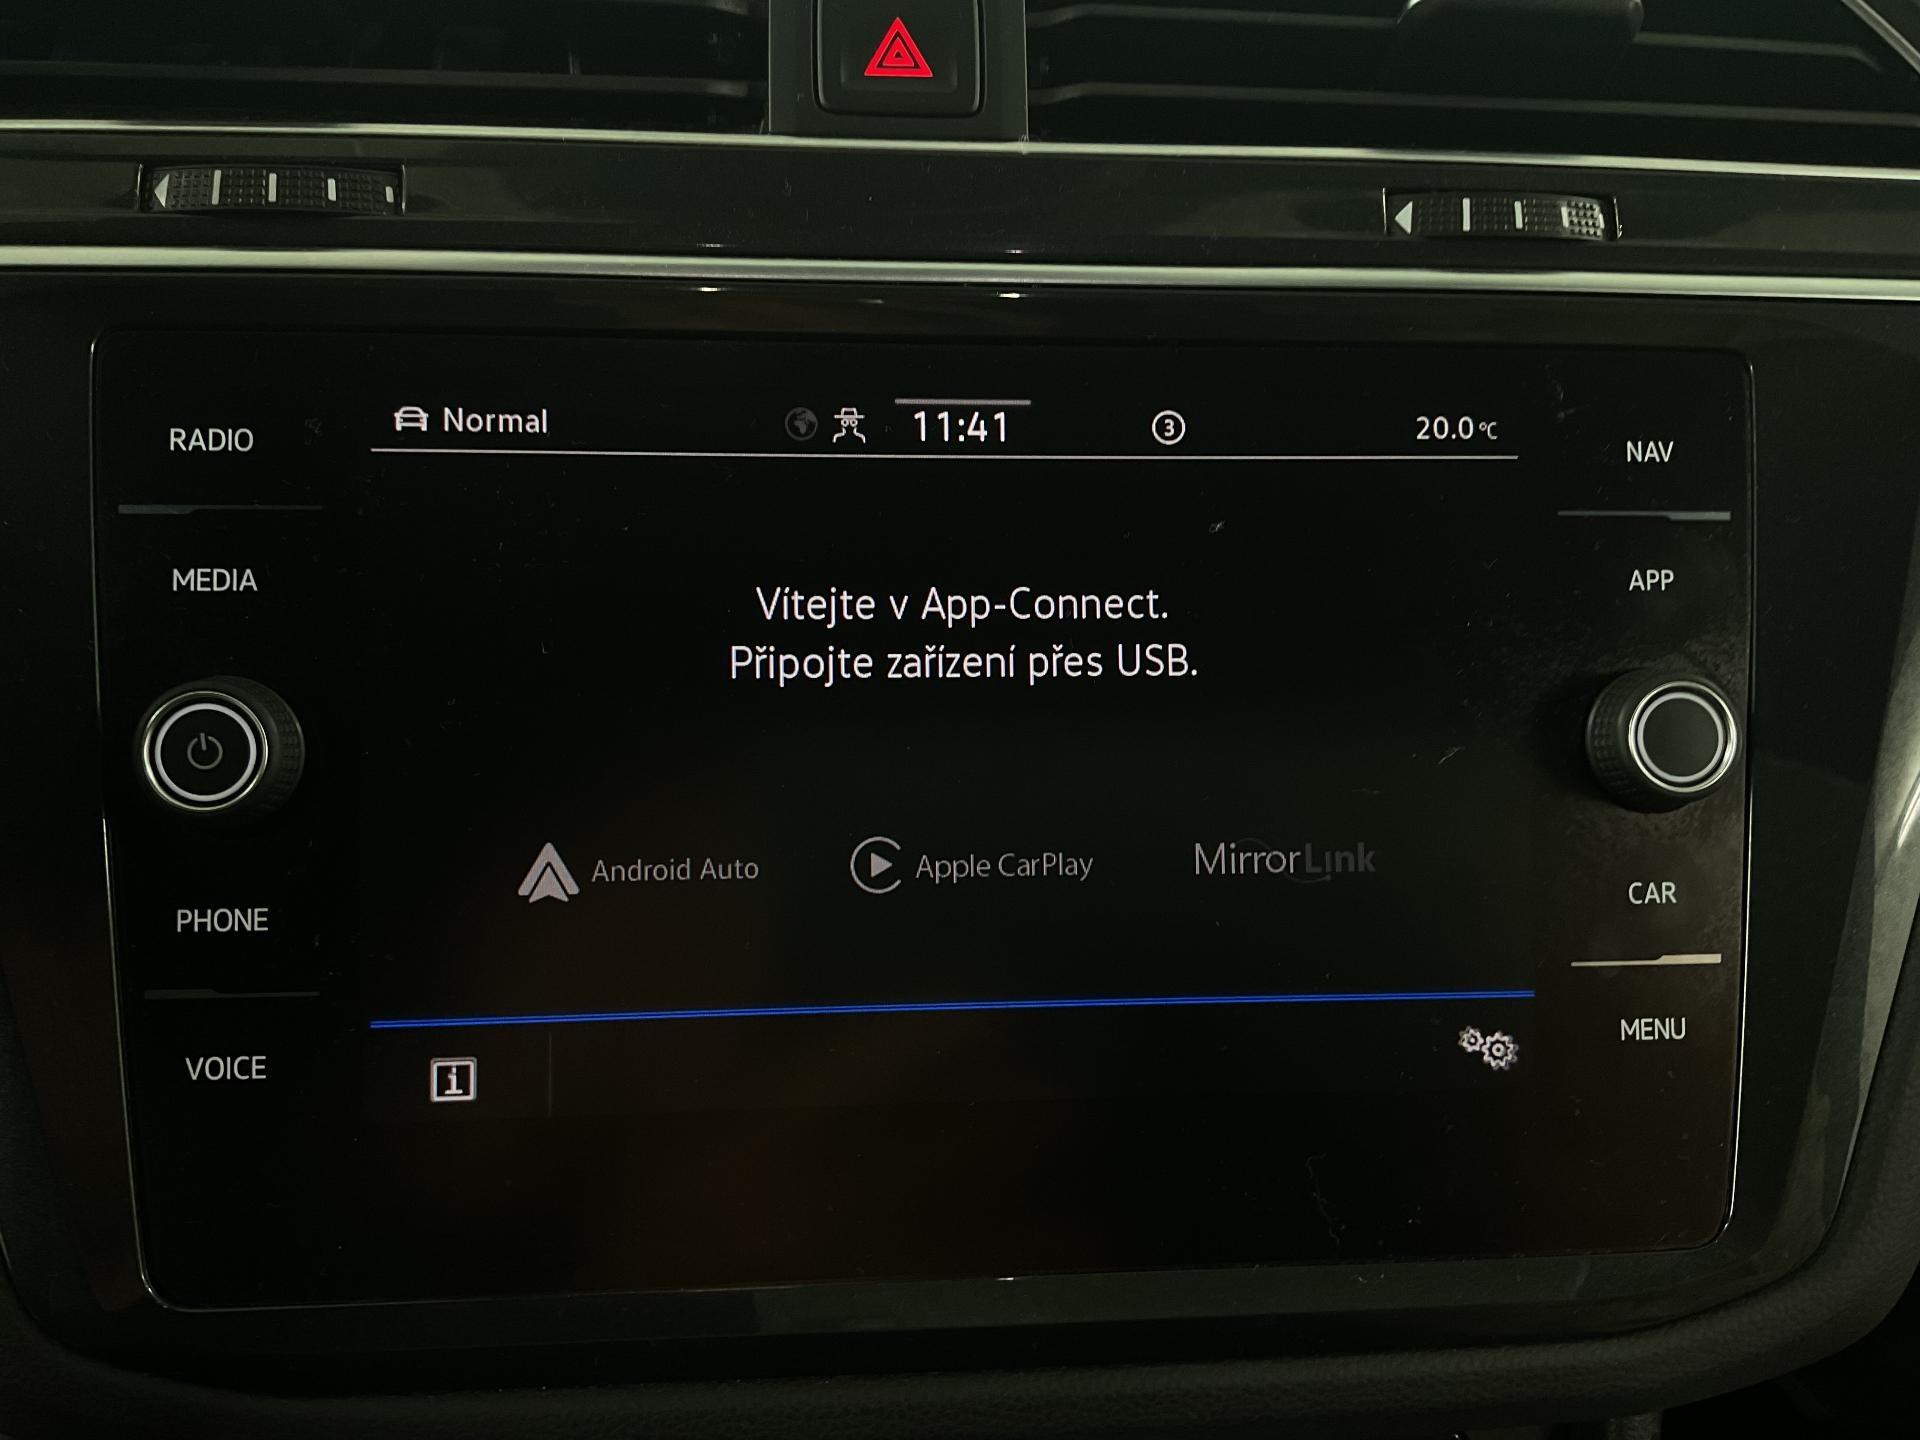 Normal 11:41 3 20.0 °C
RADIO
NAV
MEDIA
APP
Vítejte v App-Connect.
Připojte zařízení přes USB.
Android Auto
Apple CarPlay
MirrorLink
PHONE
CAR
VOICE
MENU
i